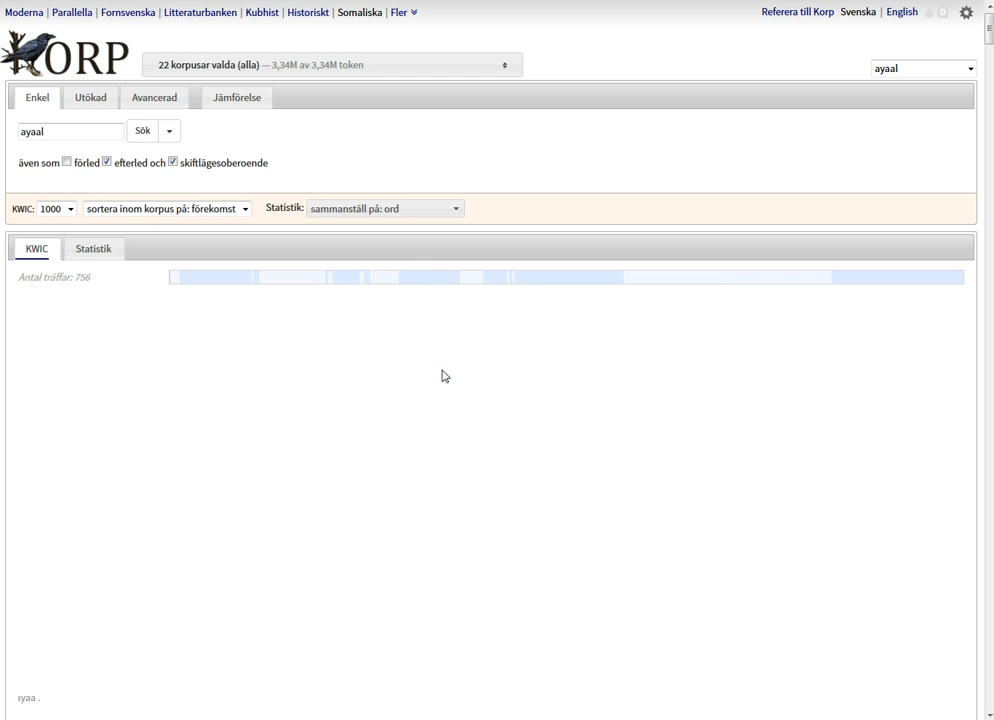 Moderna | Parallella | Fornsvenska | Litteraturbanken | Kubhist | Historiskt | Somaliska | Fler
Referera till Korp Svenska | English 0
KORP
22 korpusar valda (alla) — 3,34M av 3,34M token
ayaal
Enkel Utökad Avancerad Jämförelse
ayaal Sök
även som förled efterled och skiftlägesoberoende
KWIC: 1000 sortera inom korpus på: förekomst Statistik: sammanställ på: ord
KWIC Statistik
Antal träffar: 756